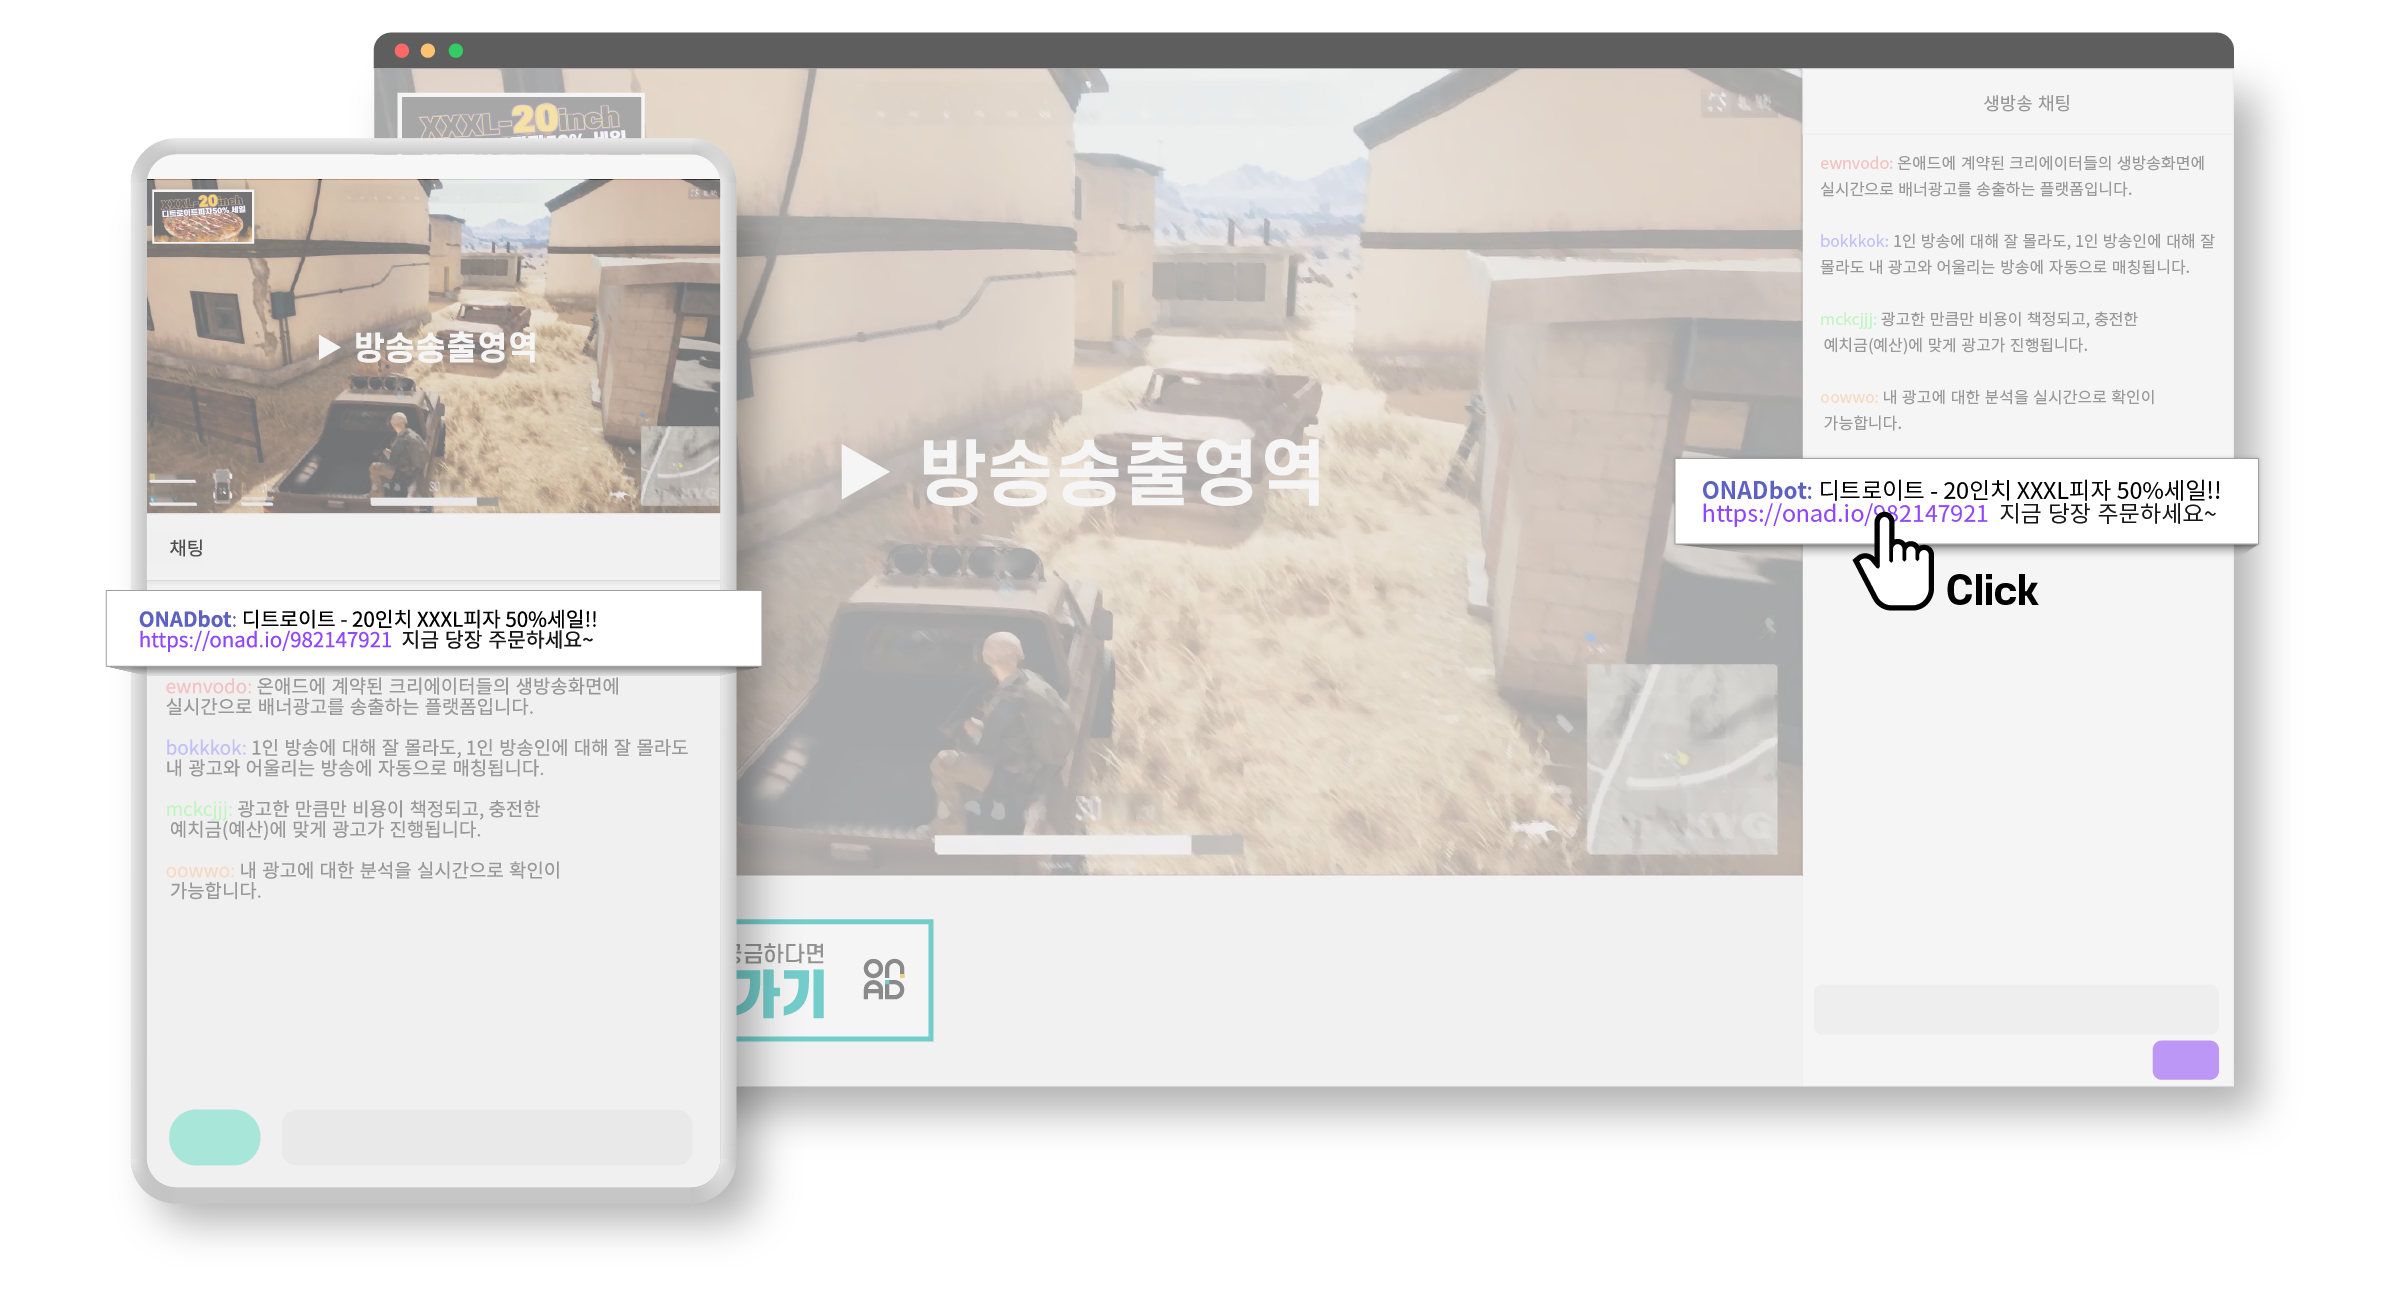 XXXL-20inch
생방송 채팅
ewnvodo: 온애드에 계약된 크리에이터들의 생방송화면에
실시간으로 배너광고를 송출하는 플랫폼입니다.
bokkkok: 1인 방송에 대해 잘 몰라도, 1인 방송인에 대해 잘
몰라도 내 광고와 어울리는 방송에 자동으로 매칭됩니다.
mckcjjj: 광고한 만큼만 비용이 책정되고, 충전한
예치금(예산)에 맞게 광고가 진행됩니다.
oowwo: 내 광고에 대한 분석을 실시간으로 확인이
가능합니다.
ONADbot: 디트로이트 - 20인치 XXXL피자 50%세일!!
https://onad.io/982147921 지금 당장 주문하세요~
Click
▶ 방송송출영역
궁금하다면
가기
ONAD
XXXL-20inch
디트로이트피자50% 세일
▶ 방송송출영역
채팅
ONADbot: 디트로이트 - 20인치 XXXL피자 50%세일!!
https://onad.io/982147921 지금 당장 주문하세요~
ewnvodo: 온애드에 계약된 크리에이터들의 생방송화면에
실시간으로 배너광고를 송출하는 플랫폼입니다.
bokkkok: 1인 방송에 대해 잘 몰라도, 1인 방송인에 대해 잘 몰라도
내 광고와 어울리는 방송에 자동으로 매칭됩니다.
mckcjjj: 광고한 만큼만 비용이 책정되고, 충전한
예치금(예산)에 맞게 광고가 진행됩니다.
oowwo: 내 광고에 대한 분석을 실시간으로 확인이
가능합니다.